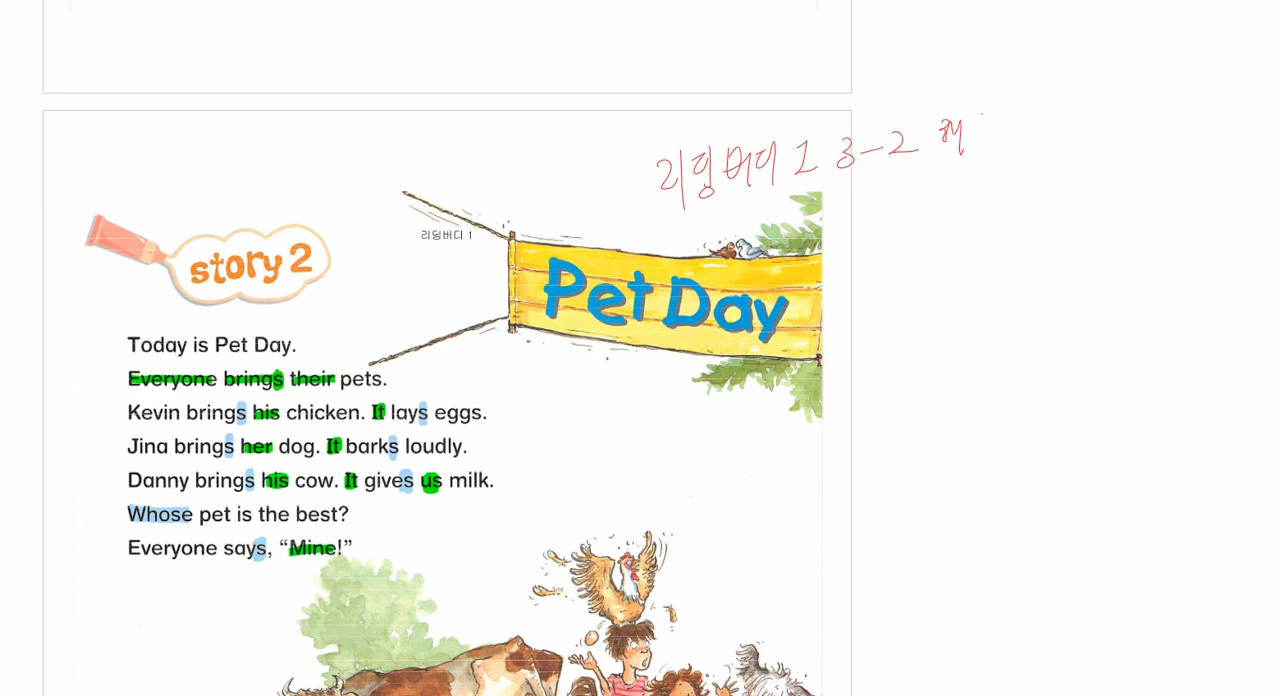 리딩버디 1 3-2
리딩버디 1
story 2
Pet Day
Today is Pet Day.
Everyone brings their pets.
Kevin brings his chicken. It lays eggs.
Jina brings her dog. It barks loudly.
Danny brings his cow. It gives us milk.
Whose pet is the best?
Everyone says, “Mine!”